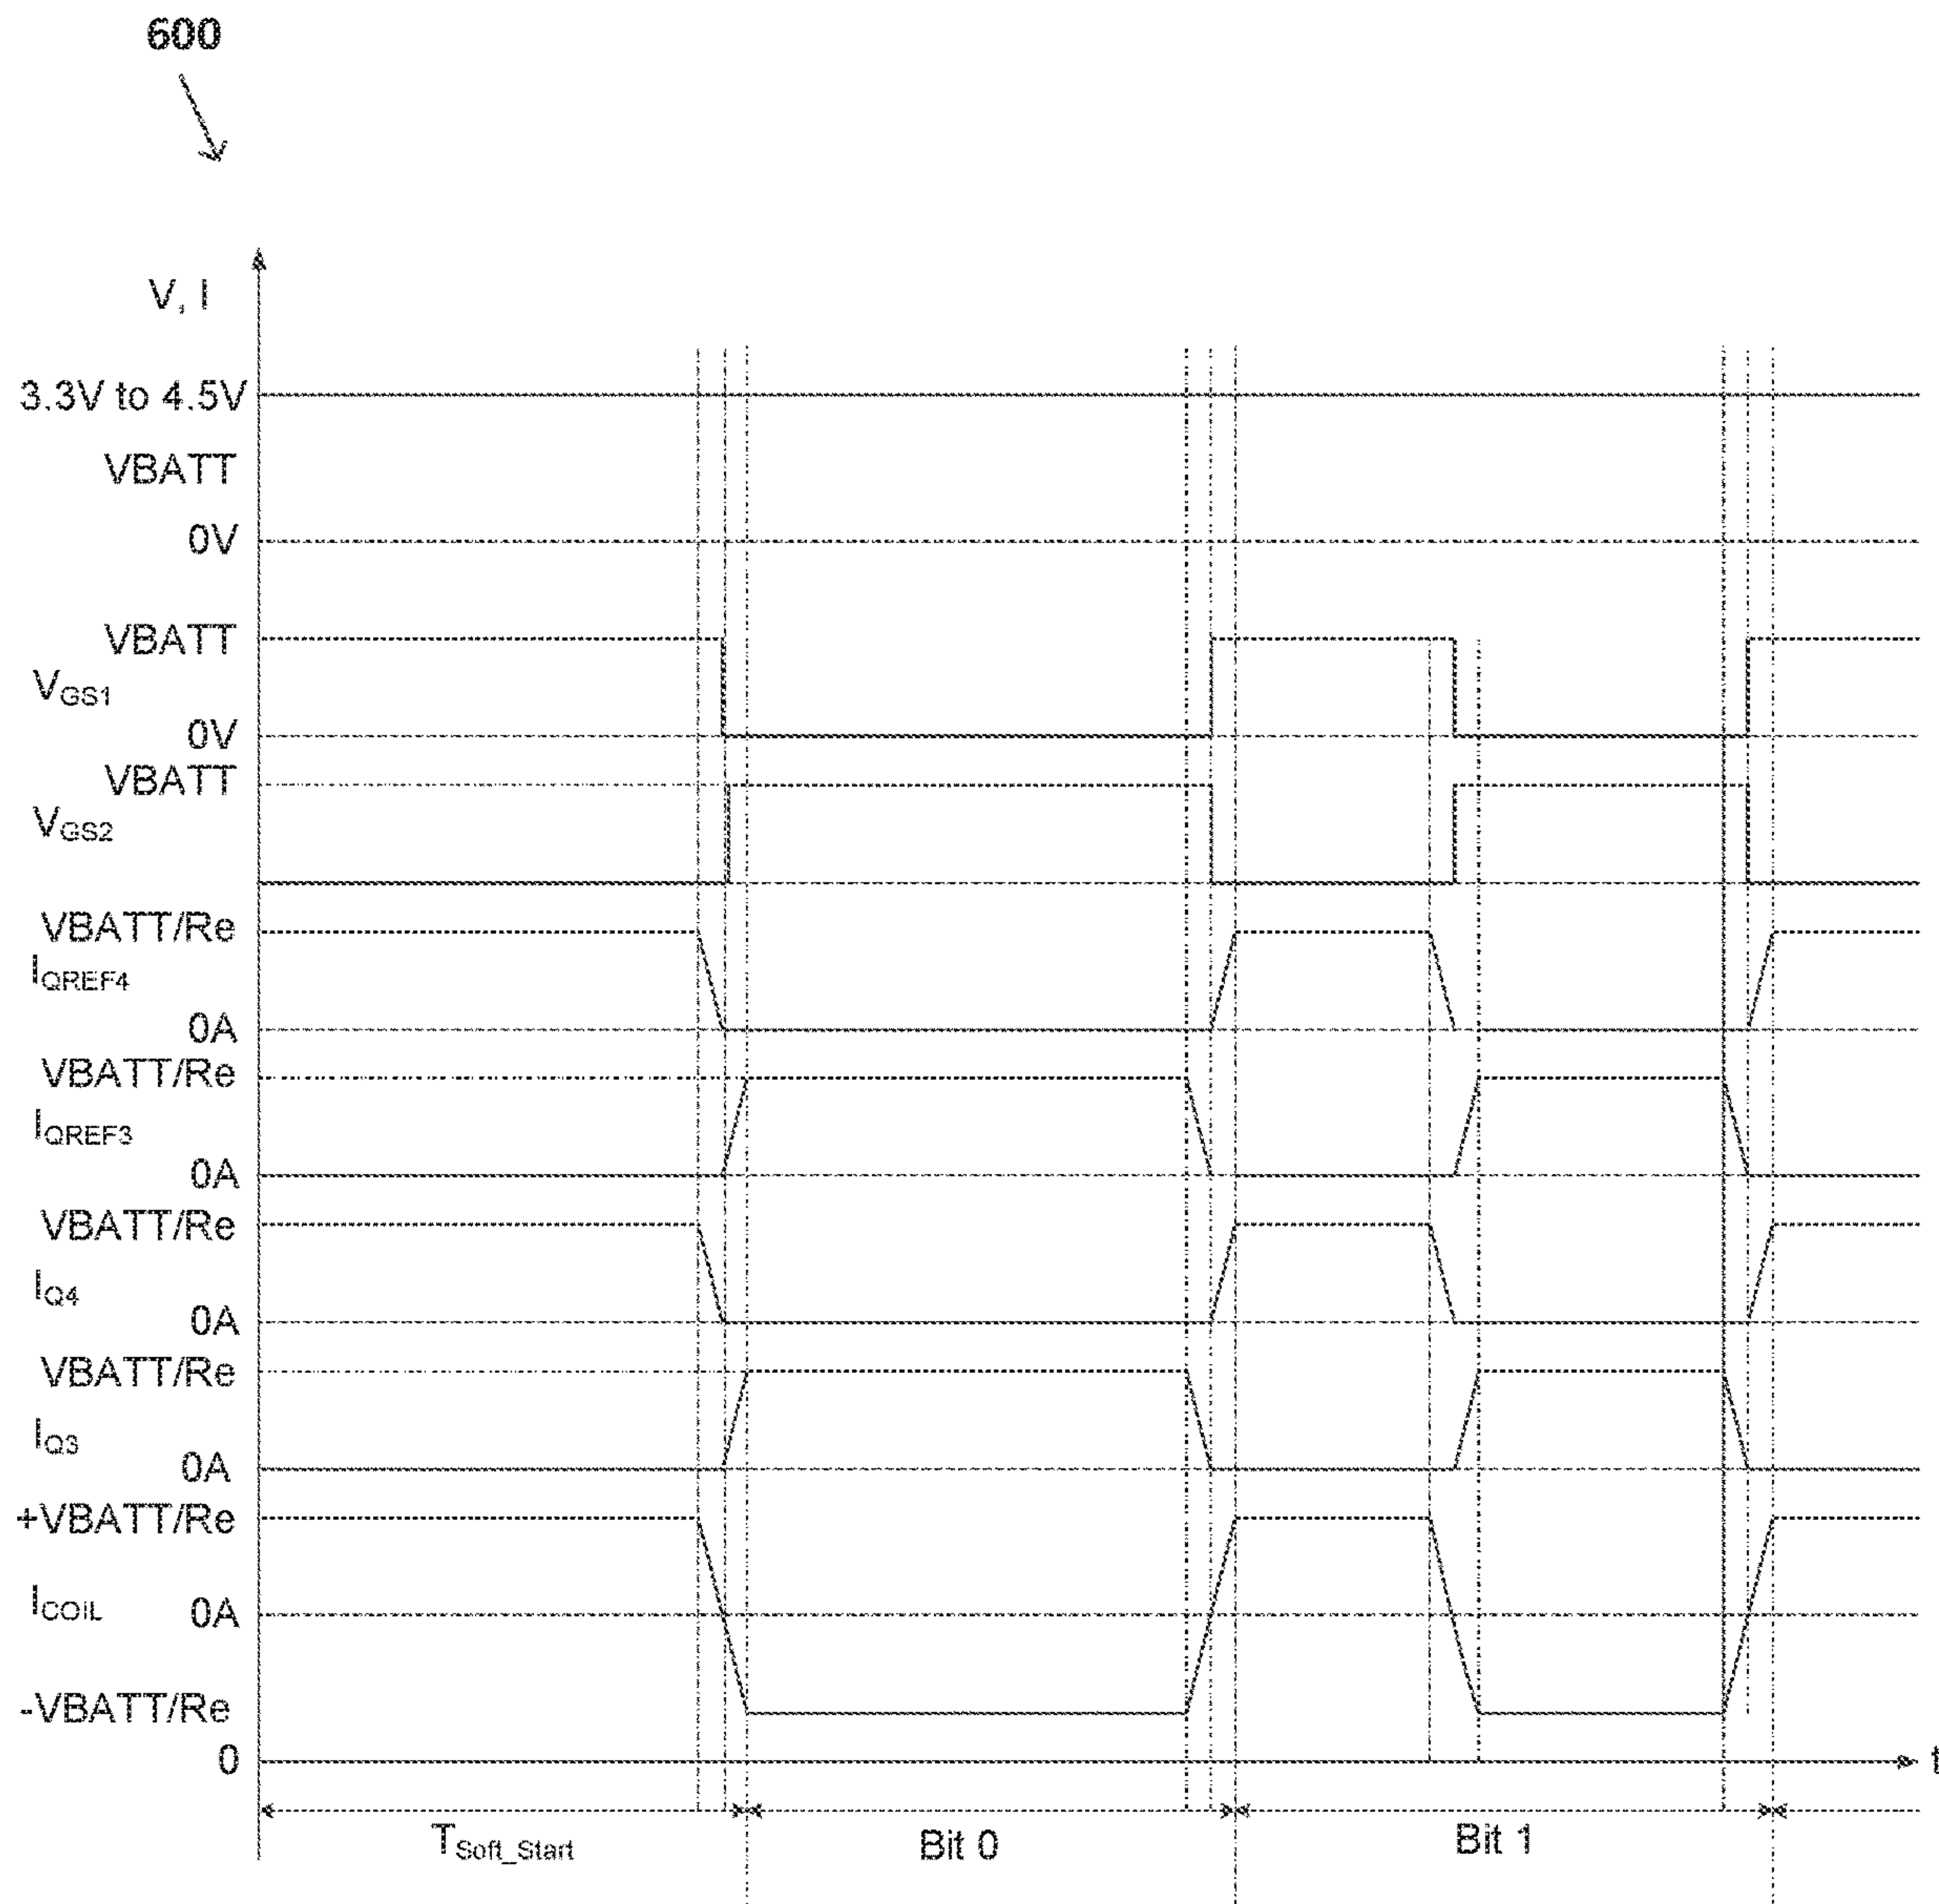 600
V, I
3.3V to 4.5V
VBATT
0V
VBATT
VGS1
0V
VBATT
VGS2
VBATT/Re
IQREF4
0A
VBATT/Re
IQREF3
0A
VBATT/Re
IQ4
0A
VBATT/Re
IQ3
0A
+VBATT/Re
ICOIL 0A
-VBATT/Re
0 t
TSoft_Start Bit 0 Bit 1